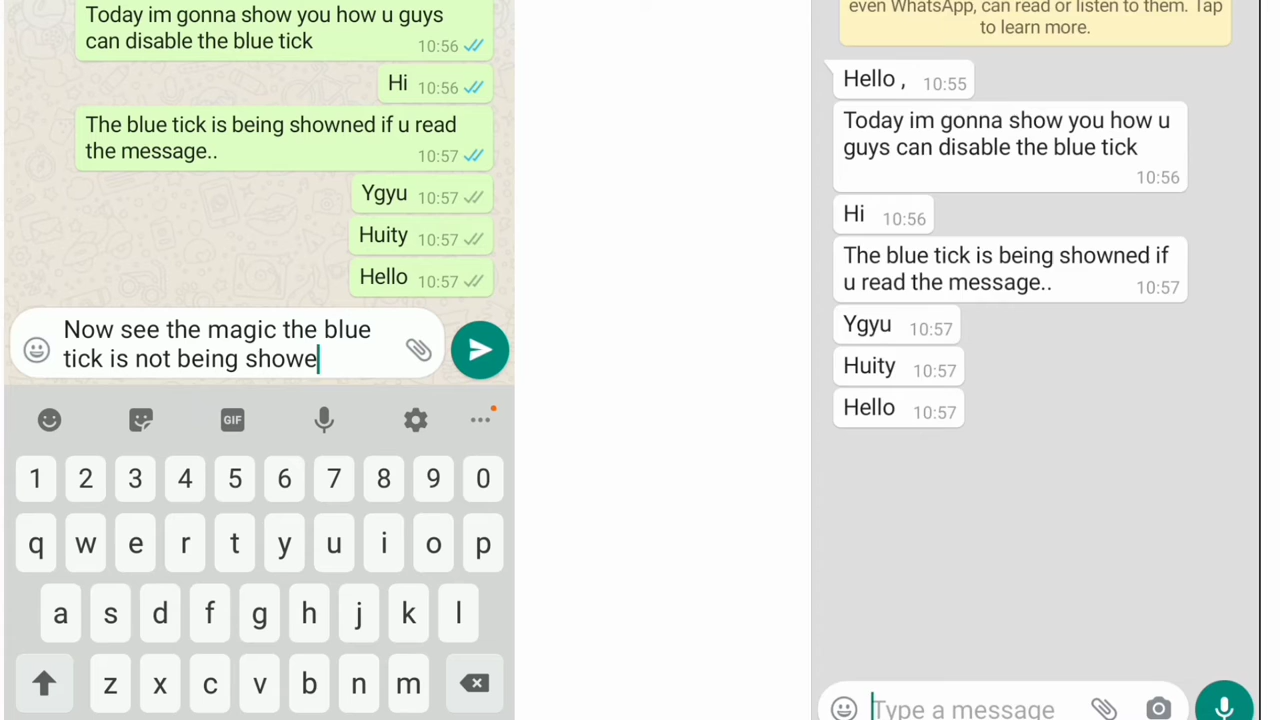 Today im gonna show you how u guys
can disable the blue tick
10:56
Hi 10:56
The blue tick is being showned if u read
the message..
10:57
Ygyu 10:57
Huity 10:57
Hello 10:57
Now see the magic the blue
tick is not being showe
GIF
1 2 3 4 5 6 7 8 9 0
q w e r t y u i o p
a s d f g h j k l
z x c v b n m
even WhatsApp, can read or listen to them. Tap
to learn more.
Hello , 10:55
Today im gonna show you how u
guys can disable the blue tick
10:56
Hi 10:56
The blue tick is being showned if
u read the message.. 10:57
Ygyu 10:57
Huity 10:57
Hello 10:57
Type a message